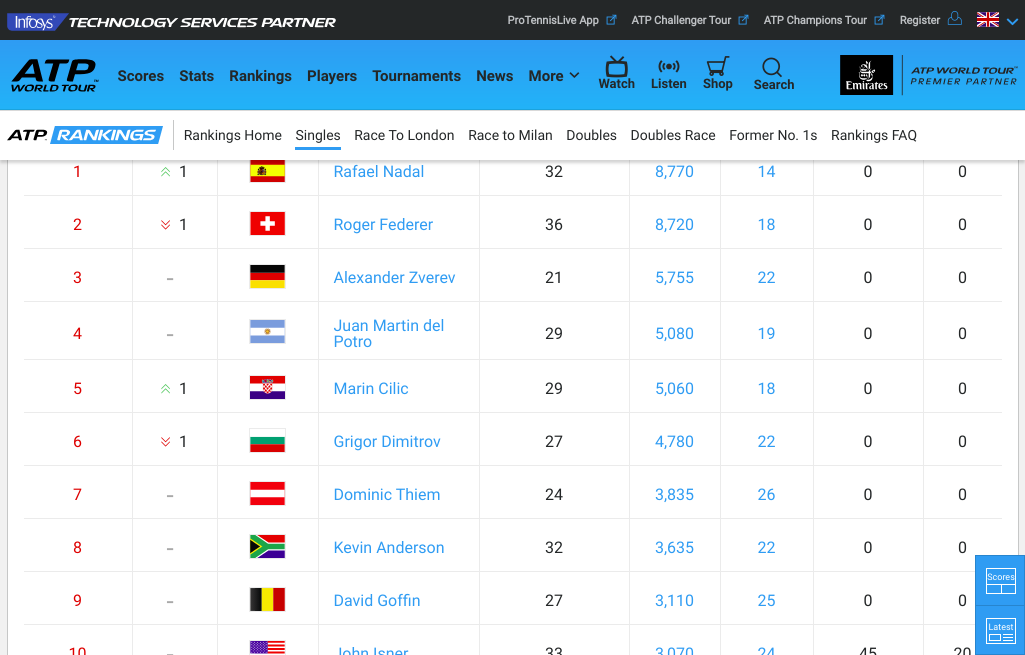 Infosys TECHNOLOGY SERVICES PARTNER
ProTennisLive App ATP Challenger Tour ATP Champions Tour Register
ATP WORLD TOUR Scores Stats Rankings Players Tournaments News More Watch Listen Shop Search Emirates ATP WORLD TOUR™ PREMIER PARTNER
ATP RANKINGS Rankings Home Singles Race To London Race to Milan Doubles Doubles Race Former No. 1s Rankings FAQ
1 1 Rafael Nadal 32 8,770 14 0 0
2 1 Roger Federer 36 8,720 18 0 0
3 - Alexander Zverev 21 5,755 22 0 0
4 - Juan Martin del
Potro 29 5,080 19 0 0
5 1 Marin Cilic 29 5,060 18 0 0
6 1 Grigor Dimitrov 27 4,780 22 0 0
7 - Dominic Thiem 24 3,835 26 0 0
8 - Kevin Anderson 32 3,635 22 0 0
9 - David Goffin 27 3,110 25 0 0
10 - John Isner 33 3,070 24 45 20
Scores
Latest